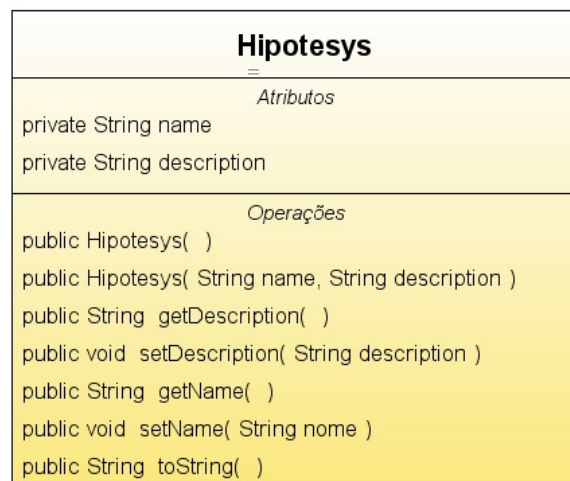 Hipotesys
Atributos
private String name
private String description
Operações
public Hipotesys( )
public Hipotesys( String name, String description )
public String getDescription( )
public void setDescription( String description )
public String getName( )
public void setName( String nome )
public String toString( )